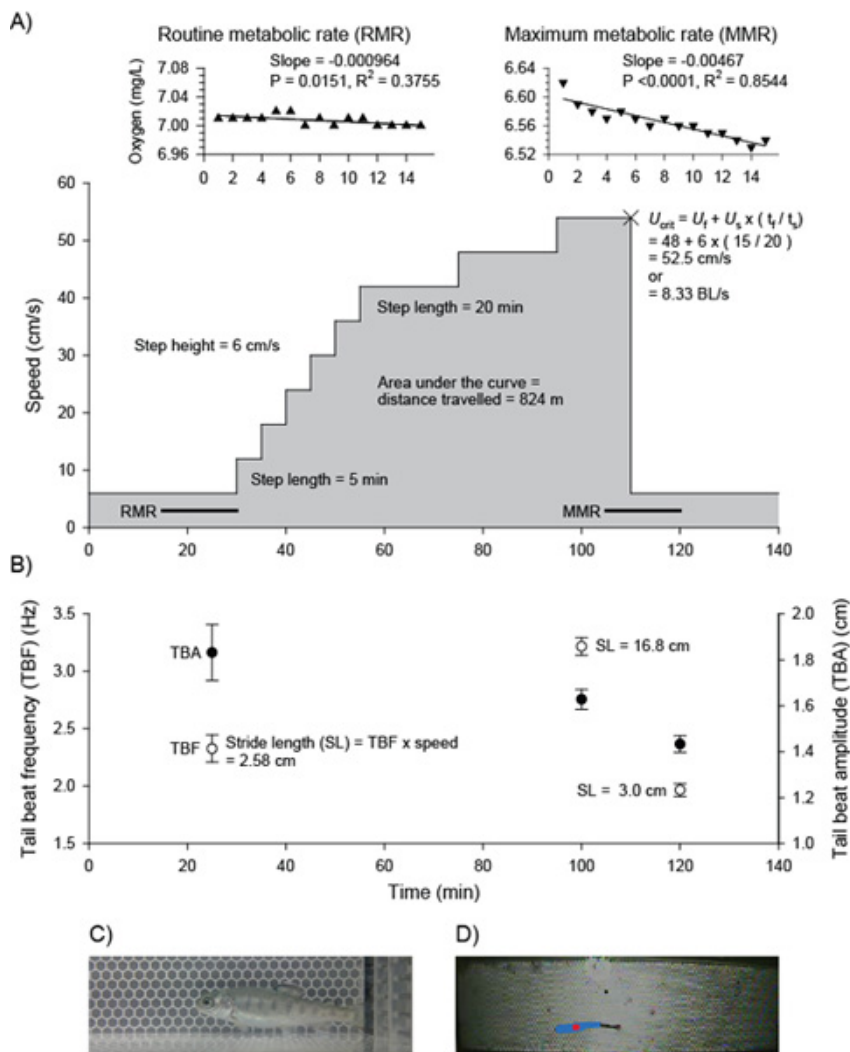 A)
Routine metabolic rate (RMR)
Slope = -0.000964
P = 0.0151, R² = 0.3755
Oxygen (mg/L)
7.08
7.04
7.00
6.96
0 2 4 6 8 10 12 14
Maximum metabolic rate (MMR)
Slope = -0.00467
P <0.0001, R² = 0.8544
6.64
6.60
6.56
6.52
0 2 4 6 8 10 12 14
Speed (cm/s)
60
50
40
30
20
10
0
Ucrit = Uf + Us x ( tf / ts)
= 48 + 6 x ( 15 / 20 )
= 52.5 cm/s
or
= 8.33 BL/s
Step length = 20 min
Step height = 6 cm/s
Area under the curve =
distance travelled = 824 m
Step length = 5 min
RMR
MMR
0 20 40 60 80 100 120 140
B)
Tail beat frequency (TBF) (Hz)
3.5
3.0
2.5
2.0
1.5
TBA
TBF
Stride length (SL) = TBF x speed
= 2.58 cm
SL = 16.8 cm
SL = 3.0 cm
2.0
1.8
1.6
1.4
1.2
1.0
Tail beat amplitude (TBA) (cm)
0 20 40 60 80 100 120 140
Time (min)
C)
D)